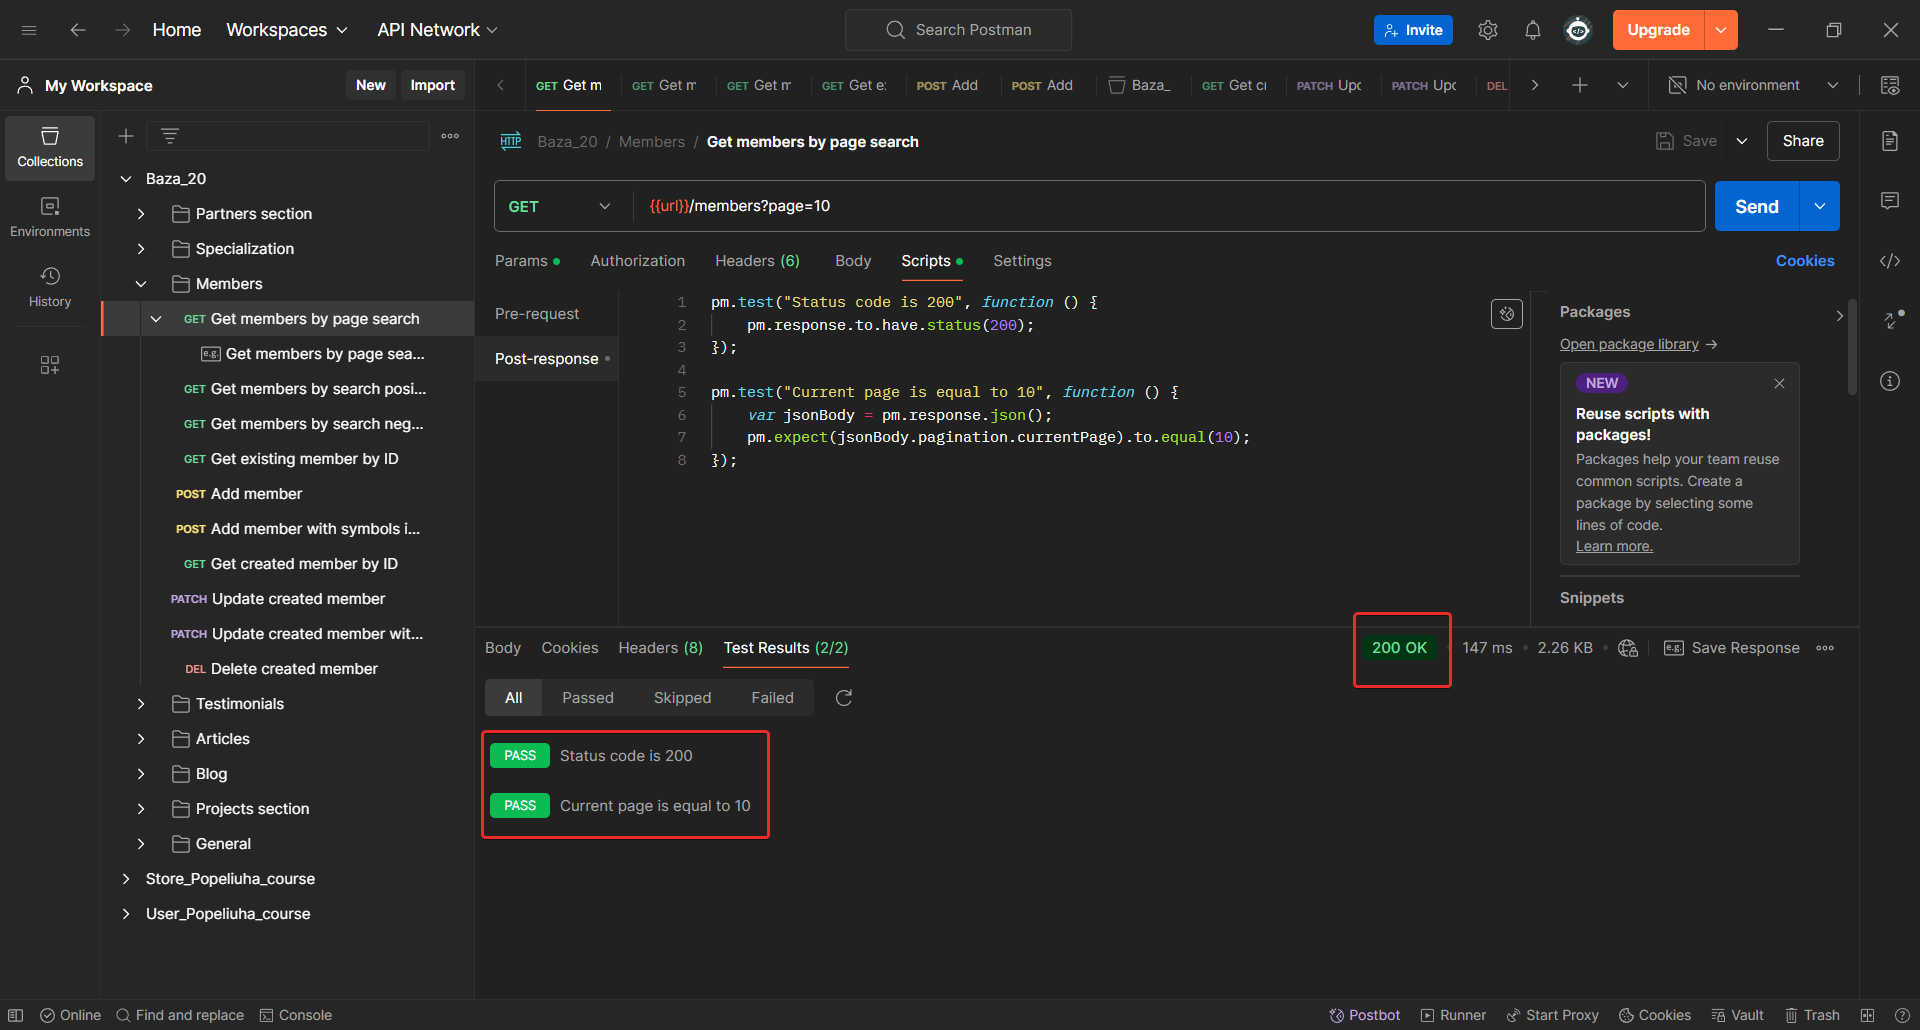 Home
Workspaces
API Network
Search Postman
Invite
Upgrade
My Workspace
New
Import
GET Get m
GET Get m
GET Get m
GET Get e
POST Add
POST Add
Baza_
GET Get c
PATCH Up
PATCH Up
DEL
No environment
Collections
Environments
History
Baza_20
Partners section
Specialization
Members
GET Get members by page search
e.g. Get members by page sea...
GET Get members by search posi...
GET Get members by search neg...
GET Get existing member by ID
POST Add member
POST Add member with symbols i...
GET Get created member by ID
PATCH Update created member
PATCH Update created member wit...
DEL Delete created member
Testimonials
Articles
Blog
Projects section
General
Store_Popeliuha_course
User_Popeliuha_course
HTTP Baza_20 / Members / Get members by page search
Save
Share
GET
{{url}}/members?page=10
Send
Params
Authorization
Headers (6)
Body
Scripts
Settings
Cookies
Pre-request
Post-response
1 pm.test("Status code is 200", function () {
2 pm.response.to.have.status(200);
3 });
4
5 pm.test("Current page is equal to 10", function () {
6 var jsonBody = pm.response.json();
7 pm.expect(jsonBody.pagination.currentPage).to.equal(10);
8 });
Packages
Open package library →
NEW
Reuse scripts with
packages!
Packages help your team reuse
common scripts. Create a
package by selecting some
lines of code.
Learn more.
Snippets
Body
Cookies
Headers (8)
Test Results (2/2)
200 OK
147 ms
2.26 KB
e.g. Save Response
All
Passed
Skipped
Failed
PASS Status code is 200
PASS Current page is equal to 10
Online
Find and replace
Console
Postbot
Runner
Start Proxy
Cookies
Vault
Trash